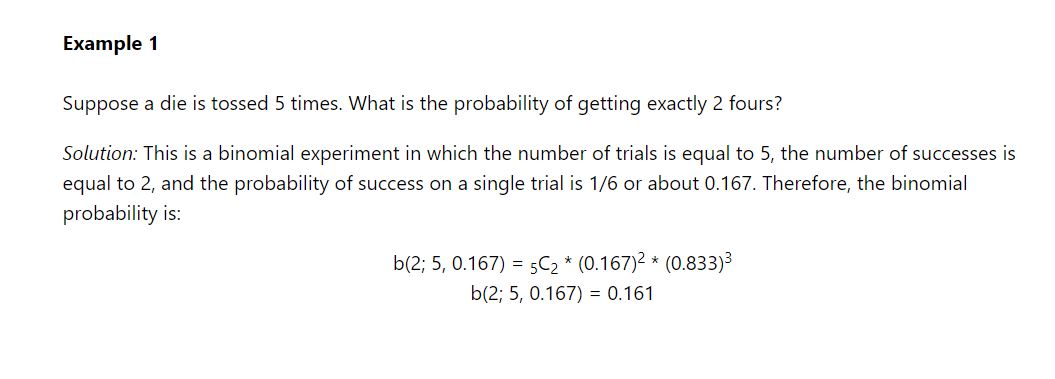 Example 1
Suppose a die is tossed 5 times. What is the probability of getting exactly 2 fours?
Solution: This is a binomial experiment in which the number of trials is equal to 5, the number of successes is
equal to 2, and the probability of success on a single trial is 1/6 or about 0.167. Therefore, the binomial
probability is:
b(2; 5, 0.167) = ₅C₂ * (0.167)² * (0.833)³
b(2; 5, 0.167) = 0.161